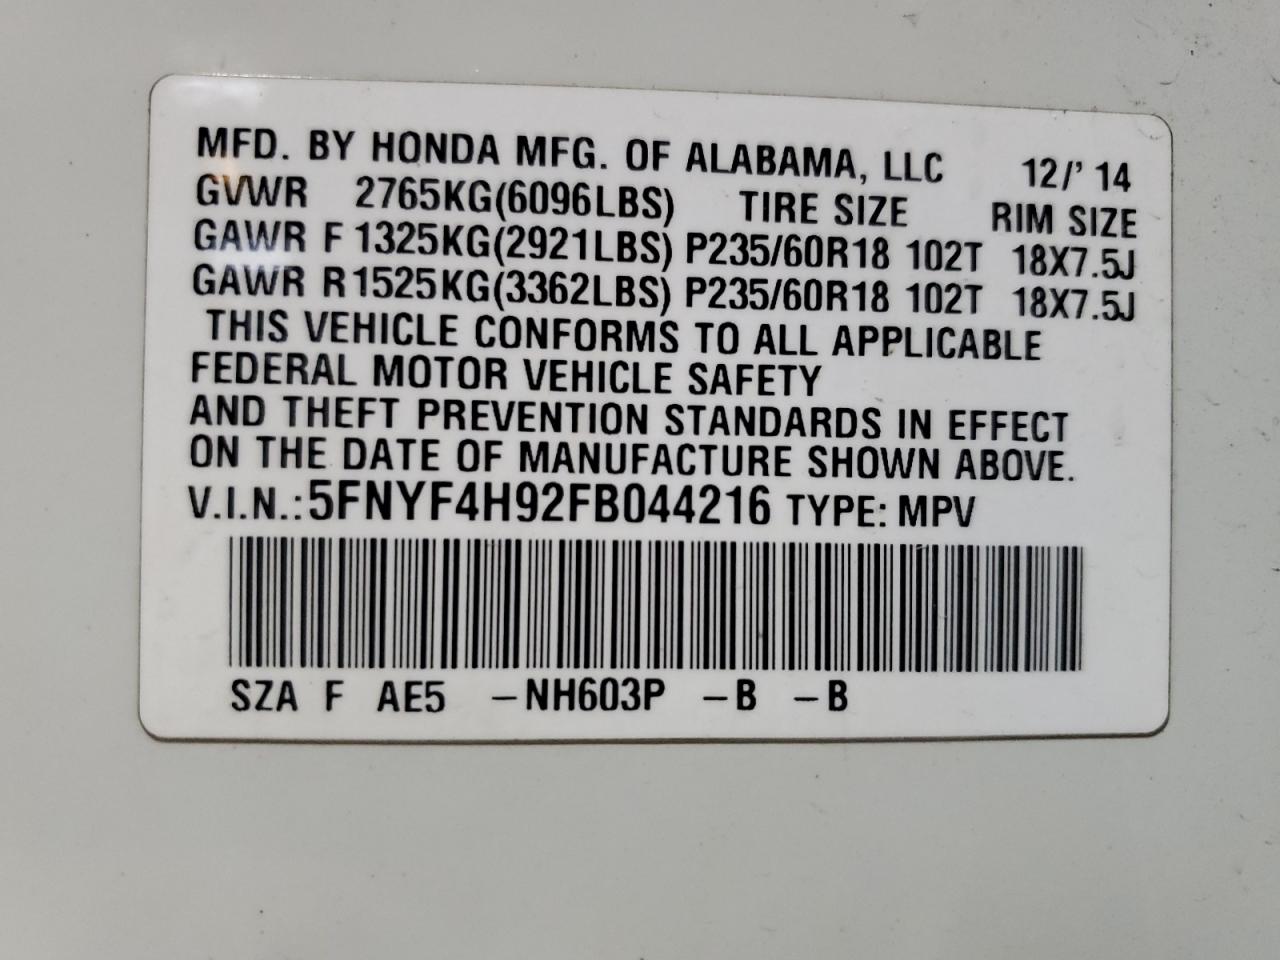 MFD. BY HONDA MFG. OF ALABAMA, LLC 12/' 14
GVWR 2765KG(6096LBS) TIRE SIZE RIM SIZE
GAWR F 1325KG(2921LBS) P235/60R18 102T 18X7.5J
GAWR R 1525KG(3362LBS) P235/60R18 102T 18X7.5J
THIS VEHICLE CONFORMS TO ALL APPLICABLE
FEDERAL MOTOR VEHICLE SAFETY
AND THEFT PREVENTION STANDARDS IN EFFECT
ON THE DATE OF MANUFACTURE SHOWN ABOVE.
V.I.N.:5FNYF4H92FB044216 TYPE: MPV
SZA F AE5 –NH603P –B –B